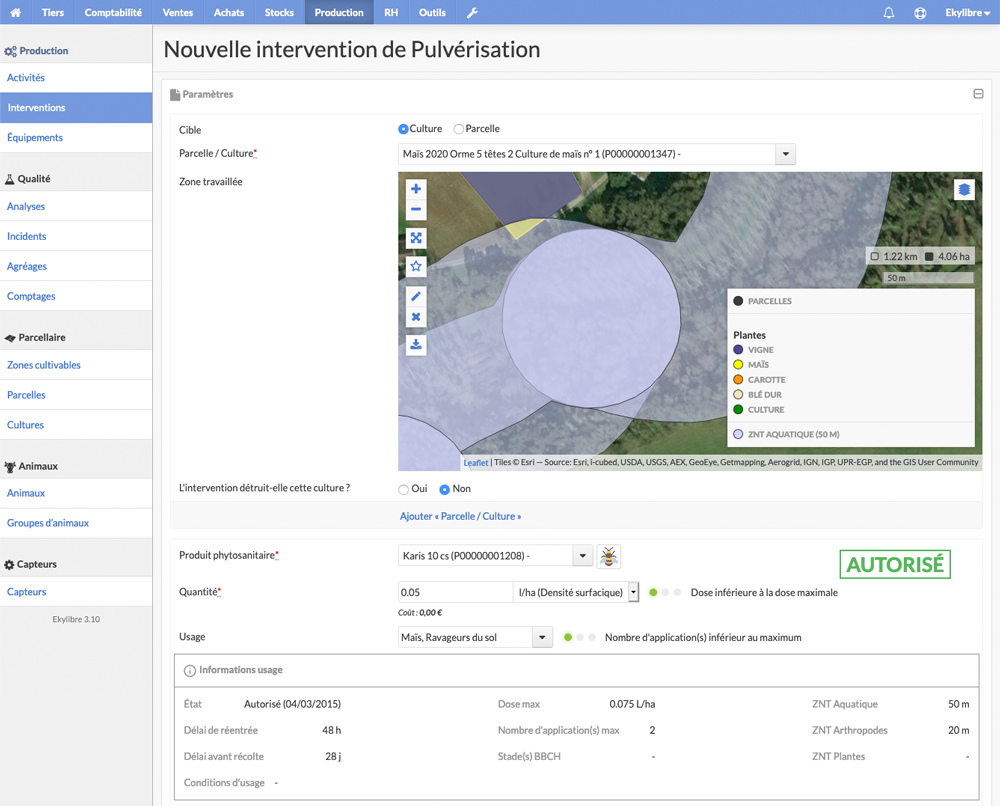 Tiers Comptabilité Ventes Achats Stocks Production RH Outils Ekylibre
Nouvelle intervention de Pulvérisation
Production
Activités
Interventions
Équipements
Qualité
Analyses
Incidents
Agréages
Comptages
Parcellaire
Zones cultivables
Parcelles
Cultures
Animaux
Animaux
Groupes d'animaux
Capteurs
Capteurs
Ekylibre 3.10
Paramètres
Cible Culture Parcelle
Parcelle / Culture* Maïs 2020 Orme 5 têtes 2 Culture de maïs n° 1 (P00000001347) -
Zone travaillée
1.22 km 4.06 ha
50 m
PARCELLES
Plantes
VIGNE
MAÏS
CAROTTE
BLÉ DUR
CULTURE
ZNT AQUATIQUE (50 M)
Leaflet | Tiles © Esri — Source: Esri, i-cubed, USDA, USGS, AEX, GeoEye, Getmapping, Aerogrid, IGN, IGP, UPR-EGP, and the GIS User Community
L'intervention détruit-elle cette culture ? Oui Non
Ajouter « Parcelle / Culture »
Produit phytosanitaire* Karis 10 cs (P00000001208) -
AUTORISÉ
Quantité* 0.05 l/ha (Densité surfacique) Dose inférieure à la dose maximale
Coût : 0,00 €
Usage Maïs, Ravageurs du sol Nombre d'application(s) inférieur au maximum
Informations usage
État Autorisé (04/03/2015) Dose max 0.075 L/ha ZNT Aquatique 50 m
Délai de réentrée 48 h Nombre d'application(s) max 2 ZNT Arthropodes 20 m
Délai avant récolte 28 j Stade(s) BBCH - ZNT Plantes -
Conditions d'usage -